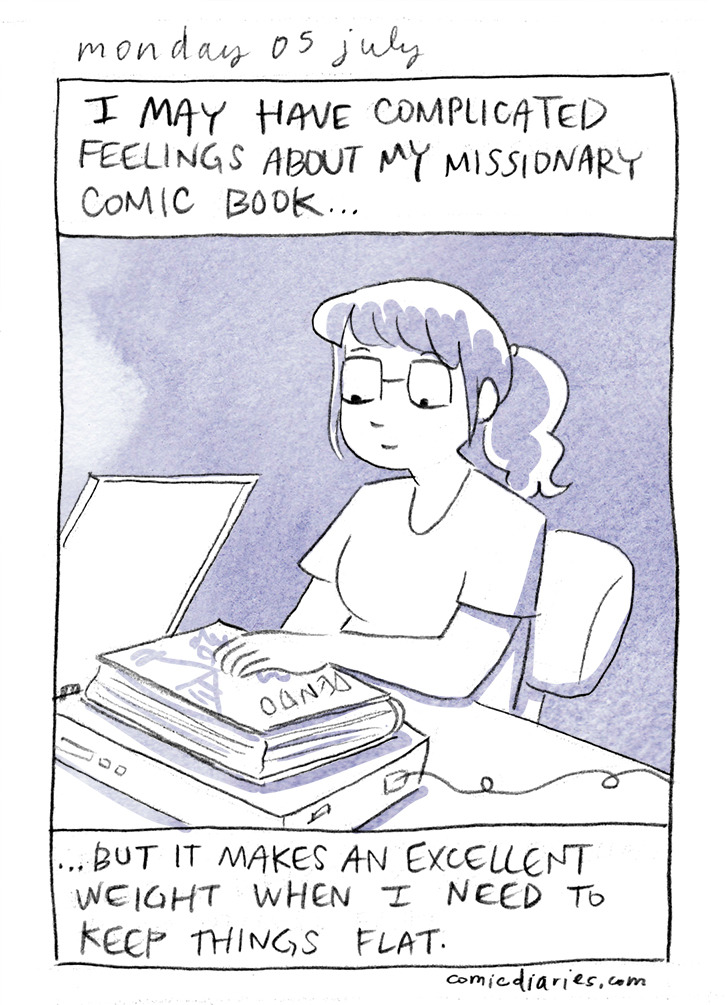 monday 05 july
I MAY HAVE COMPLICATED
FEELINGS ABOUT MY MISSIONARY
COMIC BOOK...
DENDO
...BUT IT MAKES AN EXCELLENT
WEIGHT WHEN I NEED TO
KEEP THINGS FLAT.
comicdiaries.com